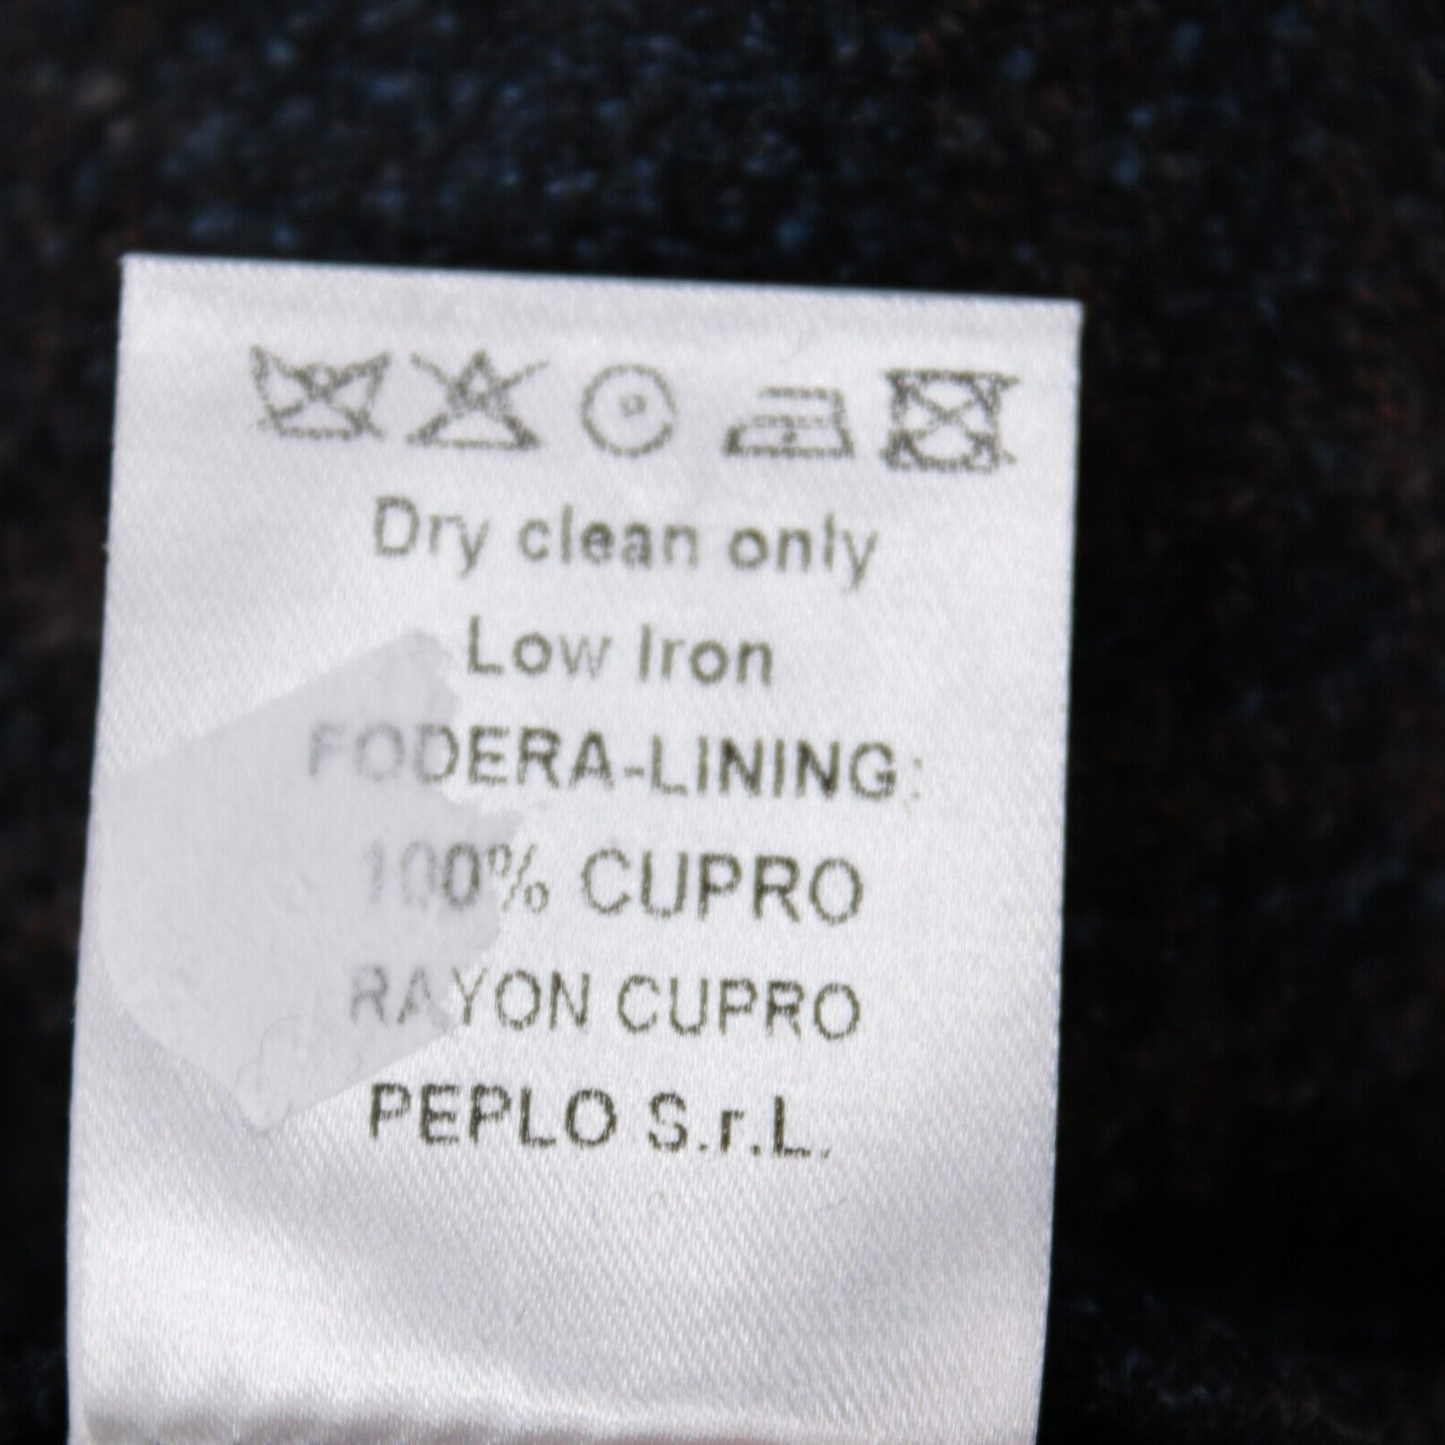 Dry clean only
Low Iron
FODERA-LINING:
100% CUPRO
RAYON CUPRO
PEPLO S.r.L.